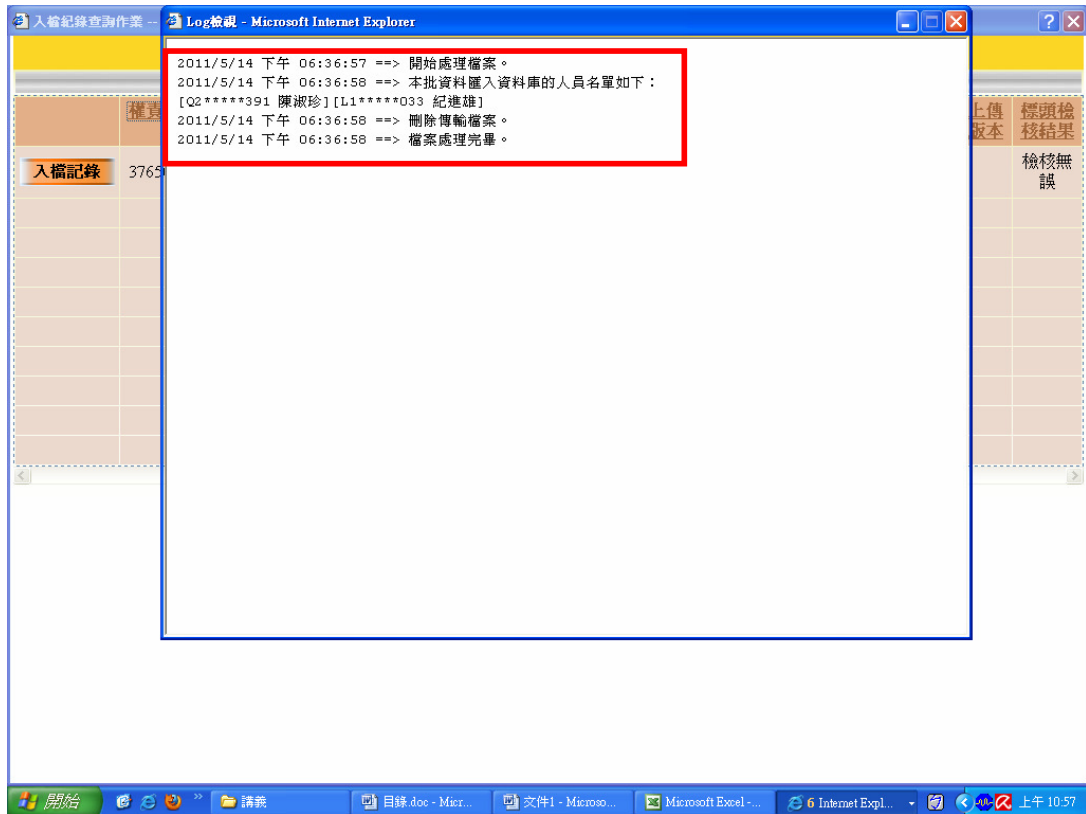 入檔紀錄查詢作業 --
Log檢視 - Microsoft Internet Explorer
2011/5/14 下午 06:36:57 ==> 開始處理檔案。
2011/5/14 下午 06:36:58 ==> 本批資料匯入資料庫的人員名單如下：
[Q2*****391 陳淑珍][L1*****033 紀進雄]
2011/5/14 下午 06:36:58 ==> 刪除傳輸檔案。
2011/5/14 下午 06:36:58 ==> 檔案處理完畢。
權責
上傳
版本
標頭檢
核結果
入檔記錄
3765
檢核無
誤
開始
講義
目錄.doc - Micr...
文件1 - Microso...
Microsoft Excel -...
6 Internet Expl...
上午 10:57